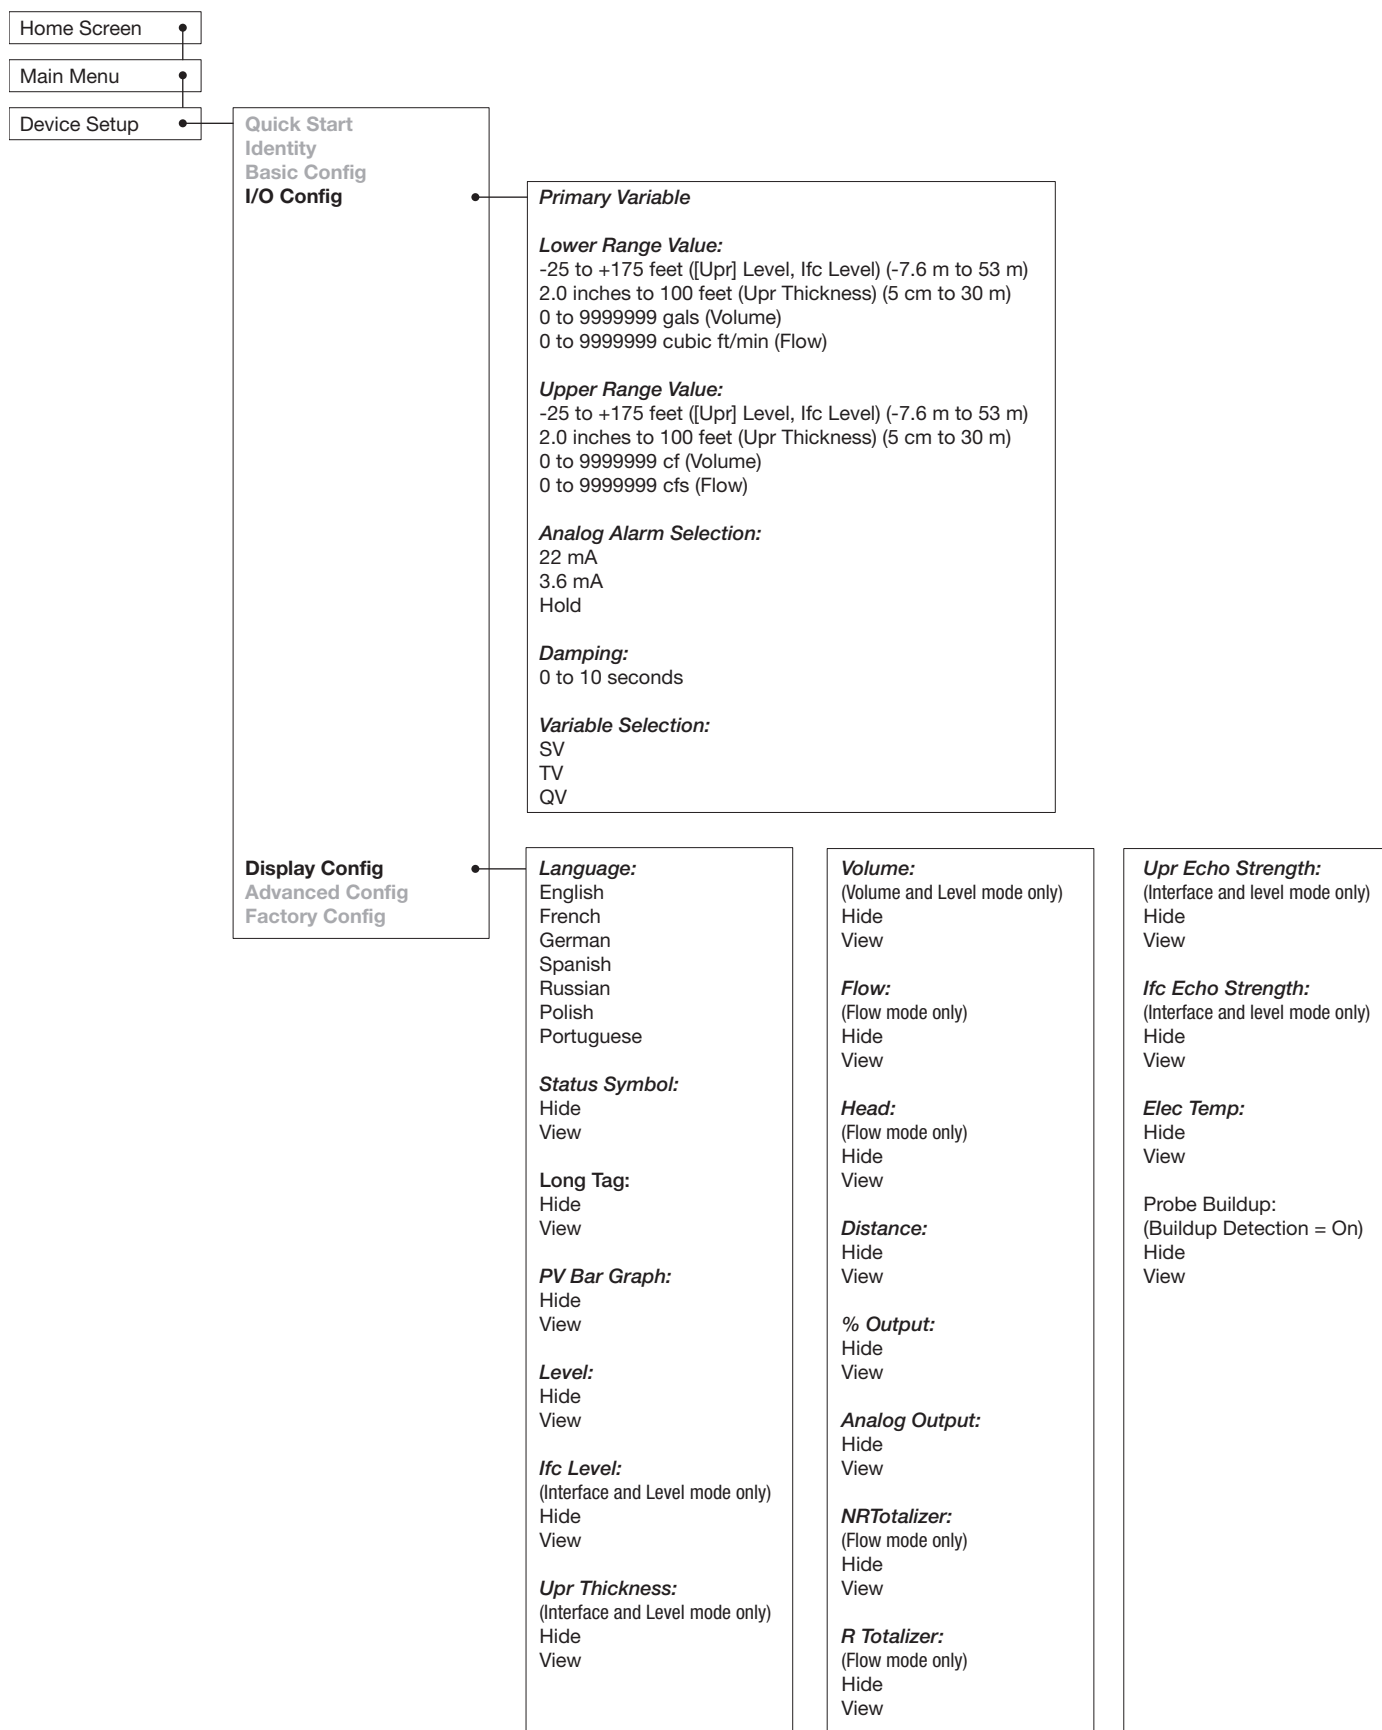 Home Screen
Main Menu
Device Setup
Quick Start
Identity
Basic Config
I/O Config
Primary Variable
Lower Range Value:
-25 to +175 feet ([Upr] Level, Ifc Level) (-7.6 m to 53 m)
2.0 inches to 100 feet (Upr Thickness) (5 cm to 30 m)
0 to 9999999 gals (Volume)
0 to 9999999 cubic ft/min (Flow)
Upper Range Value:
-25 to +175 feet ([Upr] Level, Ifc Level) (-7.6 m to 53 m)
2.0 inches to 100 feet (Upr Thickness) (5 cm to 30 m)
0 to 9999999 cf (Volume)
0 to 9999999 cfs (Flow)
Analog Alarm Selection:
22 mA
3.6 mA
Hold
Damping:
0 to 10 seconds
Variable Selection:
SV
TV
QV
Display Config
Advanced Config
Factory Config
Language:
English
French
German
Spanish
Russian
Polish
Portuguese
Status Symbol:
Hide
View
Long Tag:
Hide
View
PV Bar Graph:
Hide
View
Level:
Hide
View
Ifc Level:
(Interface and Level mode only)
Hide
View
Upr Thickness:
(Interface and Level mode only)
Hide
View
Volume:
(Volume and Level mode only)
Hide
View
Flow:
(Flow mode only)
Hide
View
Head:
(Flow mode only)
Hide
View
Distance:
Hide
View
% Output:
Hide
View
Analog Output:
Hide
View
NRTotalizer:
(Flow mode only)
Hide
View
R Totalizer:
(Flow mode only)
Hide
View
Upr Echo Strength:
(Interface and level mode only)
Hide
View
Ifc Echo Strength:
(Interface and level mode only)
Hide
View
Elec Temp:
Hide
View
Probe Buildup:
(Buildup Detection = On)
Hide
View